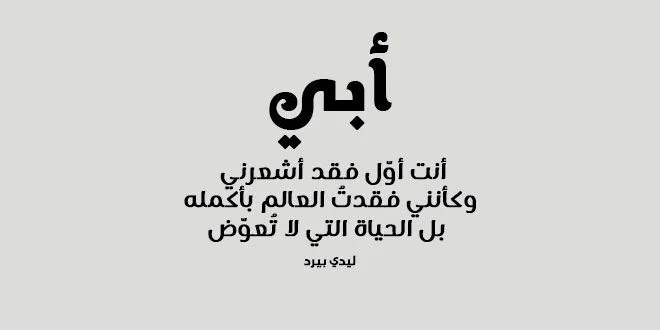 أبي
أنت أوّل فقد أشعرني
وكأنني فقدتُ العالم بأكمله
بل الحياة التي لا تُعوّض
ليدي بيرد